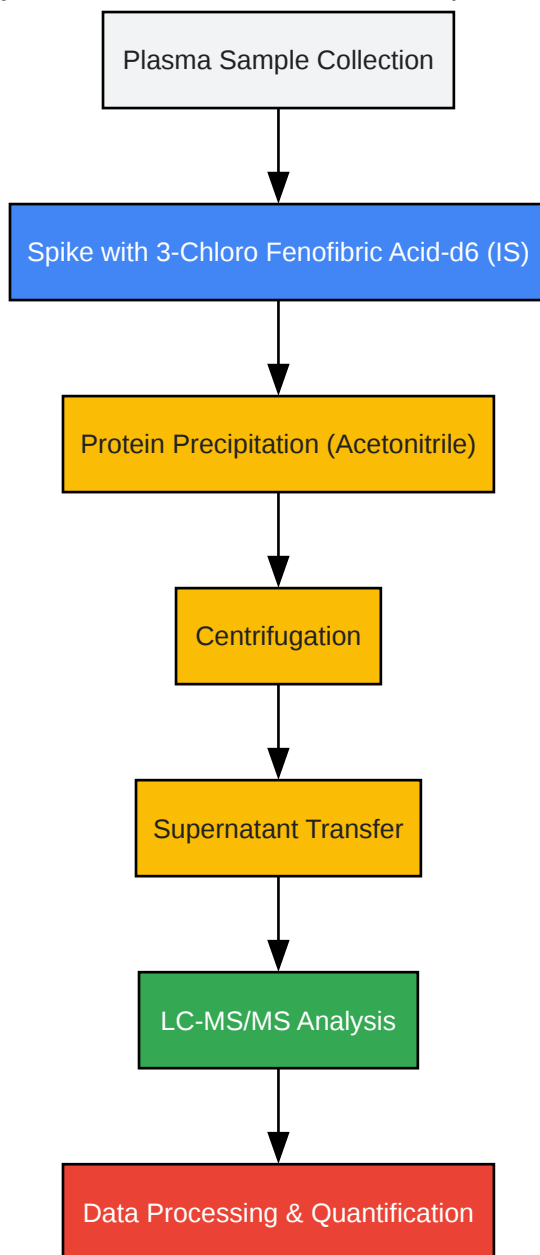 Plasma Sample Collection
Spike with 3-Chloro Fenofibric Acid-d6 (IS)
Protein Precipitation (Acetonitrile)
Centrifugation
Supernatant Transfer
LC-MS/MS Analysis
Data Processing & Quantification